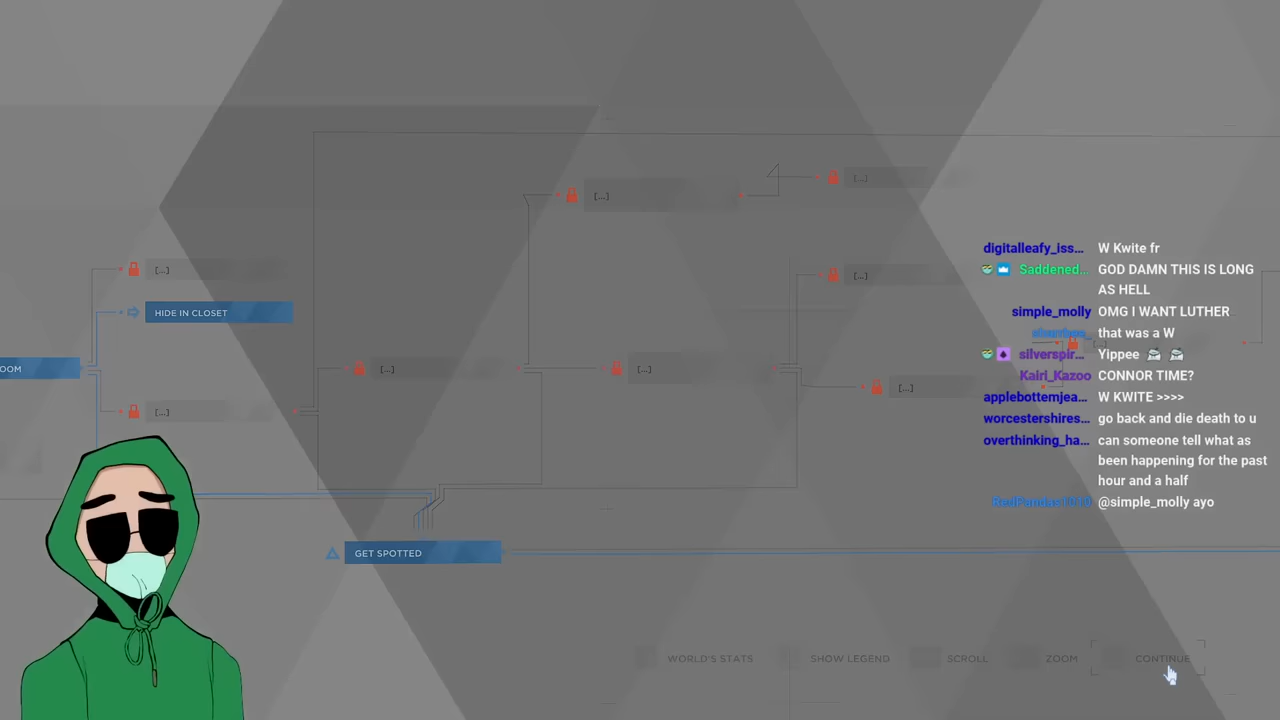 [...]
[...]
[...]
HIDE IN CLOSET
[...]
OOM
[...]
[...]
[...]
[...]
GET SPOTTED
digitalleafy_iss... W Kwite fr
Saddened... GOD DAMN THIS IS LONG
AS HELL
simple_molly OMG I WANT LUTHER
that was a W
silverspir... Yippee
Kairi_Kazoo CONNOR TIME?
applebottemjea... W KWITE >>>>
worcestershires... go back and die death to u
overthinking_ha... can someone tell what as
been happening for the past
hour and a half
@simple_molly ayo
WORLD'S STATS SHOW LEGEND SCROLL ZOOM CONTINUE